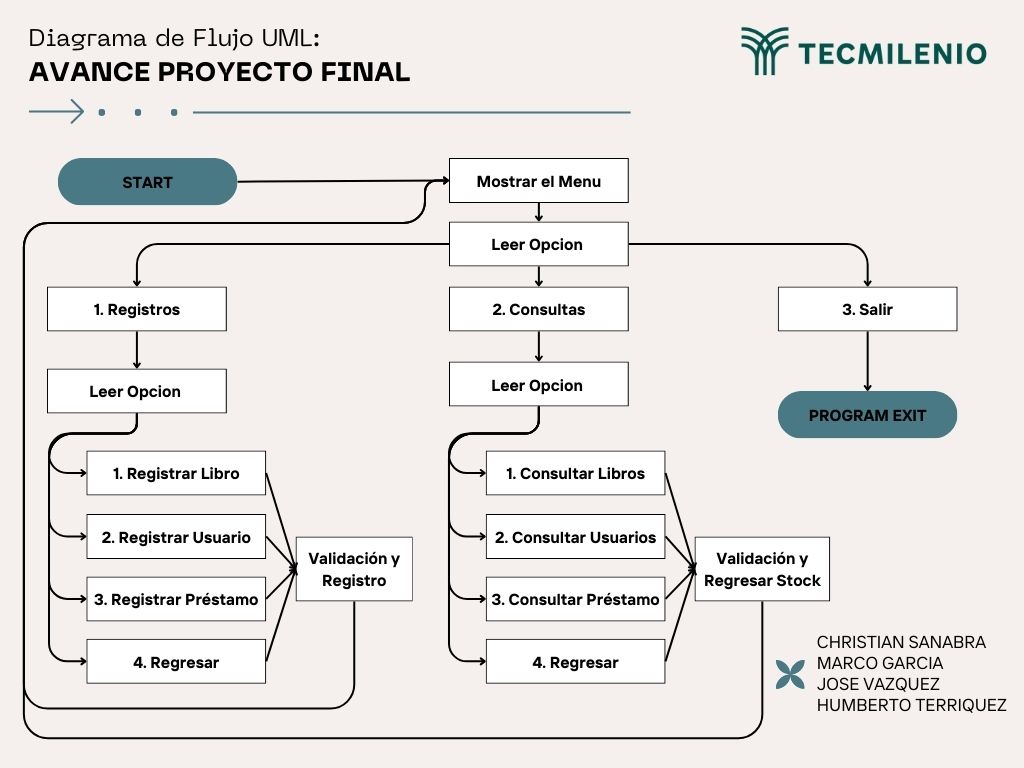 Diagrama de Flujo UML:
AVANCE PROYECTO FINAL
TECMILENIO
START
Mostrar el Menu
Leer Opcion
1. Registros
2. Consultas
3. Salir
Leer Opcion
Leer Opcion
PROGRAM EXIT
1. Registrar Libro
2. Registrar Usuario
3. Registrar Préstamo
4. Regresar
Validación y
Registro
1. Consultar Libros
2. Consultar Usuarios
3. Consultar Préstamo
4. Regresar
Validación y
Regresar Stock
CHRISTIAN SANABRA
MARCO GARCIA
JOSE VAZQUEZ
HUMBERTO TERRIQUEZ